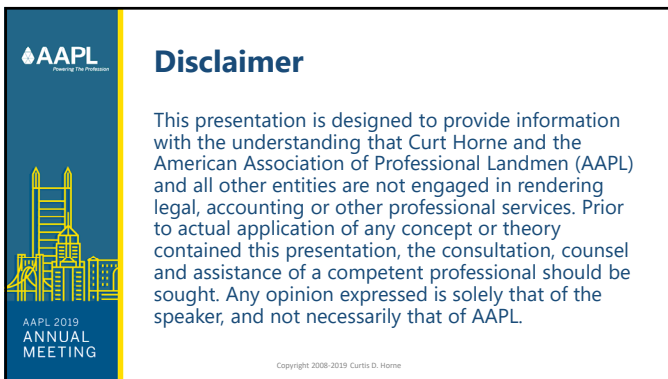 AAPL
Powering The Profession
AAPL 2019
ANNUAL
MEETING
Disclaimer
This presentation is designed to provide information
with the understanding that Curt Horne and the
American Association of Professional Landmen (AAPL)
and all other entities are not engaged in rendering
legal, accounting or other professional services. Prior
to actual application of any concept or theory
contained this presentation, the consultation, counsel
and assistance of a competent professional should be
sought. Any opinion expressed is solely that of the
speaker, and not necessarily that of AAPL.
Copyright 2008-2019 Curtis D. Horne